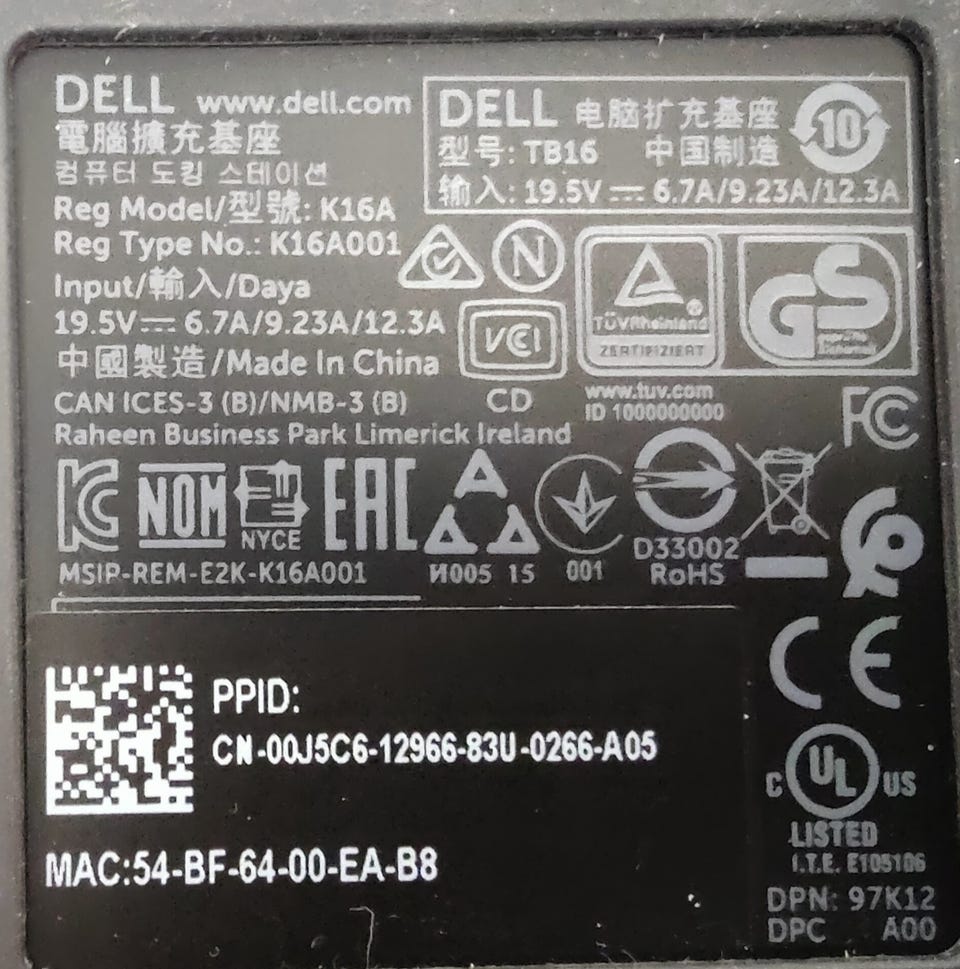 DELL www.dell.com
電腦擴充基座
컴퓨터 도킹 스테이션
Reg Model/型號: K16A
Reg Type No.: K16A001
Input/輸入/Daya
19.5V⎓ 6.7A/9.23A/12.3A
中國製造/Made In China
CAN ICES-3 (B)/NMB-3 (B)
Raheen Business Park Limerick Ireland
DELL 电脑扩充基座
型号: TB16 中国制造
输入: 19.5V⎓ 6.7A/9.23A/12.3A
10
N
VCI
CD
TÜVRheinland
ZERTIFIZIERT
GS
www.tuv.com
ID 1000000000
FC
KC NOM NYCE EAC
MSIP-REM-E2K-K16A001
И005 15
001
D33002
RoHS
CE
PPID:
CN-00J5C6-12966-83U-0266-A05
MAC:54-BF-64-00-EA-B8
C UL US
LISTED
I.T.E. E105106
DPN: 97K12
DPC A00